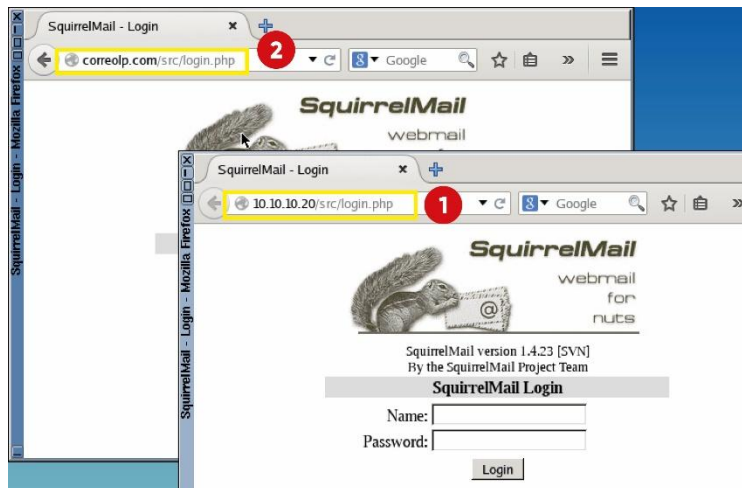 SquirrelMail - Login
correolp.com/src/login.php
2
Google
SquirrelMail
webmail
SquirrelMail - Login - Mozilla Firefox
SquirrelMail - Login
10.10.10.20/src/login.php
1
Google
SquirrelMail
webmail
for
nuts
@
SquirrelMail version 1.4.23 [SVN]
By the SquirrelMail Project Team
SquirrelMail Login
Name:
Password:
Login
SquirrelMail - Login - Mozilla Firefox